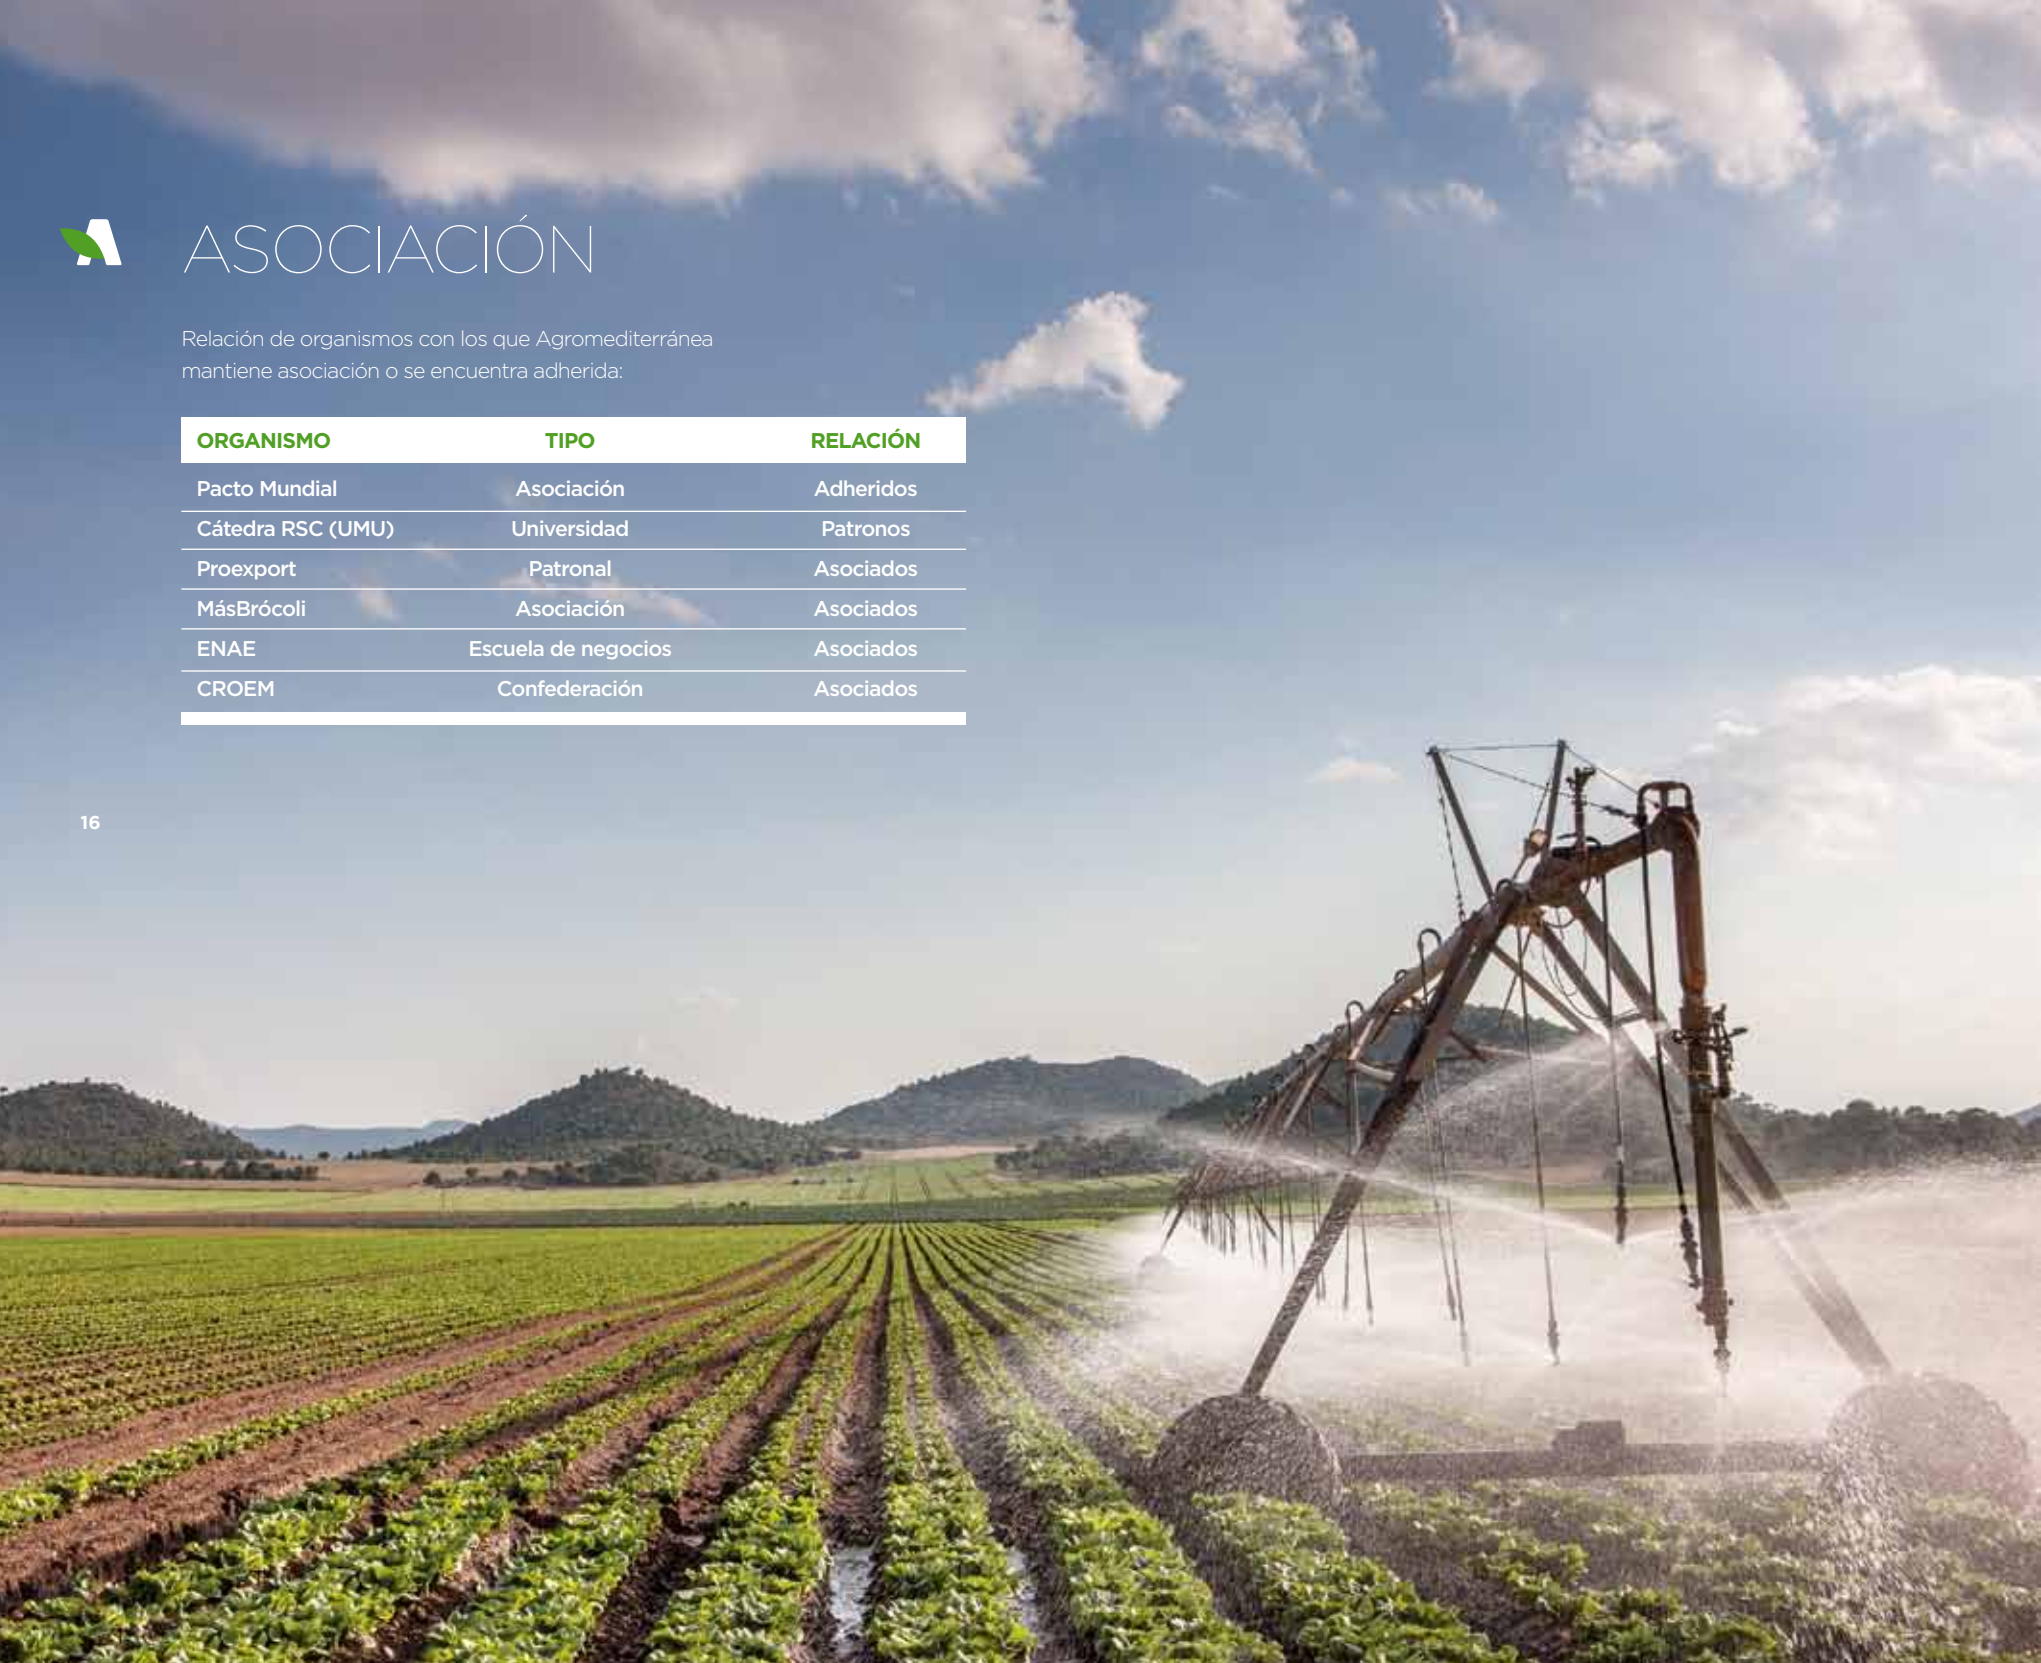 ASOCIACIÓN
Relación de organismos con los que Agromediterránea
mantiene asociación o se encuentra adherida:
ORGANISMO TIPO RELACIÓN
Pacto Mundial Asociación Adheridos
Cátedra RSC (UMU) Universidad Patronos
Proexport Patronal Asociados
MásBrócoli Asociación Asociados
ENAE Escuela de negocios Asociados
CROEM Confederación Asociados
16